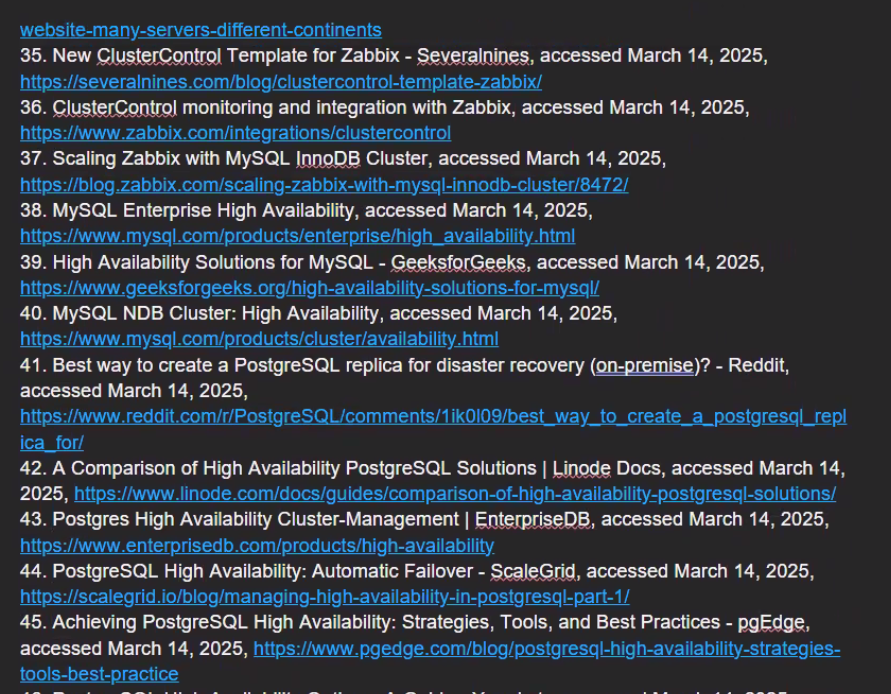 website-many-servers-different-continents
35. New ClusterControl Template for Zabbix - Severalnines, accessed March 14, 2025,
https://severalnines.com/blog/clustercontrol-template-zabbix/
36. ClusterControl monitoring and integration with Zabbix, accessed March 14, 2025,
https://www.zabbix.com/integrations/clustercontrol
37. Scaling Zabbix with MySQL InnoDB Cluster, accessed March 14, 2025,
https://blog.zabbix.com/scaling-zabbix-with-mysql-innodb-cluster/8472/
38. MySQL Enterprise High Availability, accessed March 14, 2025,
https://www.mysql.com/products/enterprise/high_availability.html
39. High Availability Solutions for MySQL - GeeksforGeeks, accessed March 14, 2025,
https://www.geeksforgeeks.org/high-availability-solutions-for-mysql/
40. MySQL NDB Cluster: High Availability, accessed March 14, 2025,
https://www.mysql.com/products/cluster/availability.html
41. Best way to create a PostgreSQL replica for disaster recovery (on-premise)? - Reddit,
accessed March 14, 2025,
https://www.reddit.com/r/PostgreSQL/comments/1ik0l09/best_way_to_create_a_postgresql_repl
ica_for/
42. A Comparison of High Availability PostgreSQL Solutions | Linode Docs, accessed March 14,
2025, https://www.linode.com/docs/guides/comparison-of-high-availability-postgresql-solutions/
43. Postgres High Availability Cluster-Management | EnterpriseDB, accessed March 14, 2025,
https://www.enterprisedb.com/products/high-availability
44. PostgreSQL High Availability: Automatic Failover - ScaleGrid, accessed March 14, 2025,
https://scalegrid.io/blog/managing-high-availability-in-postgresql-part-1/
45. Achieving PostgreSQL High Availability: Strategies, Tools, and Best Practices - pgEdge,
accessed March 14, 2025, https://www.pgedge.com/blog/postgresql-high-availability-strategies-
tools-best-practice